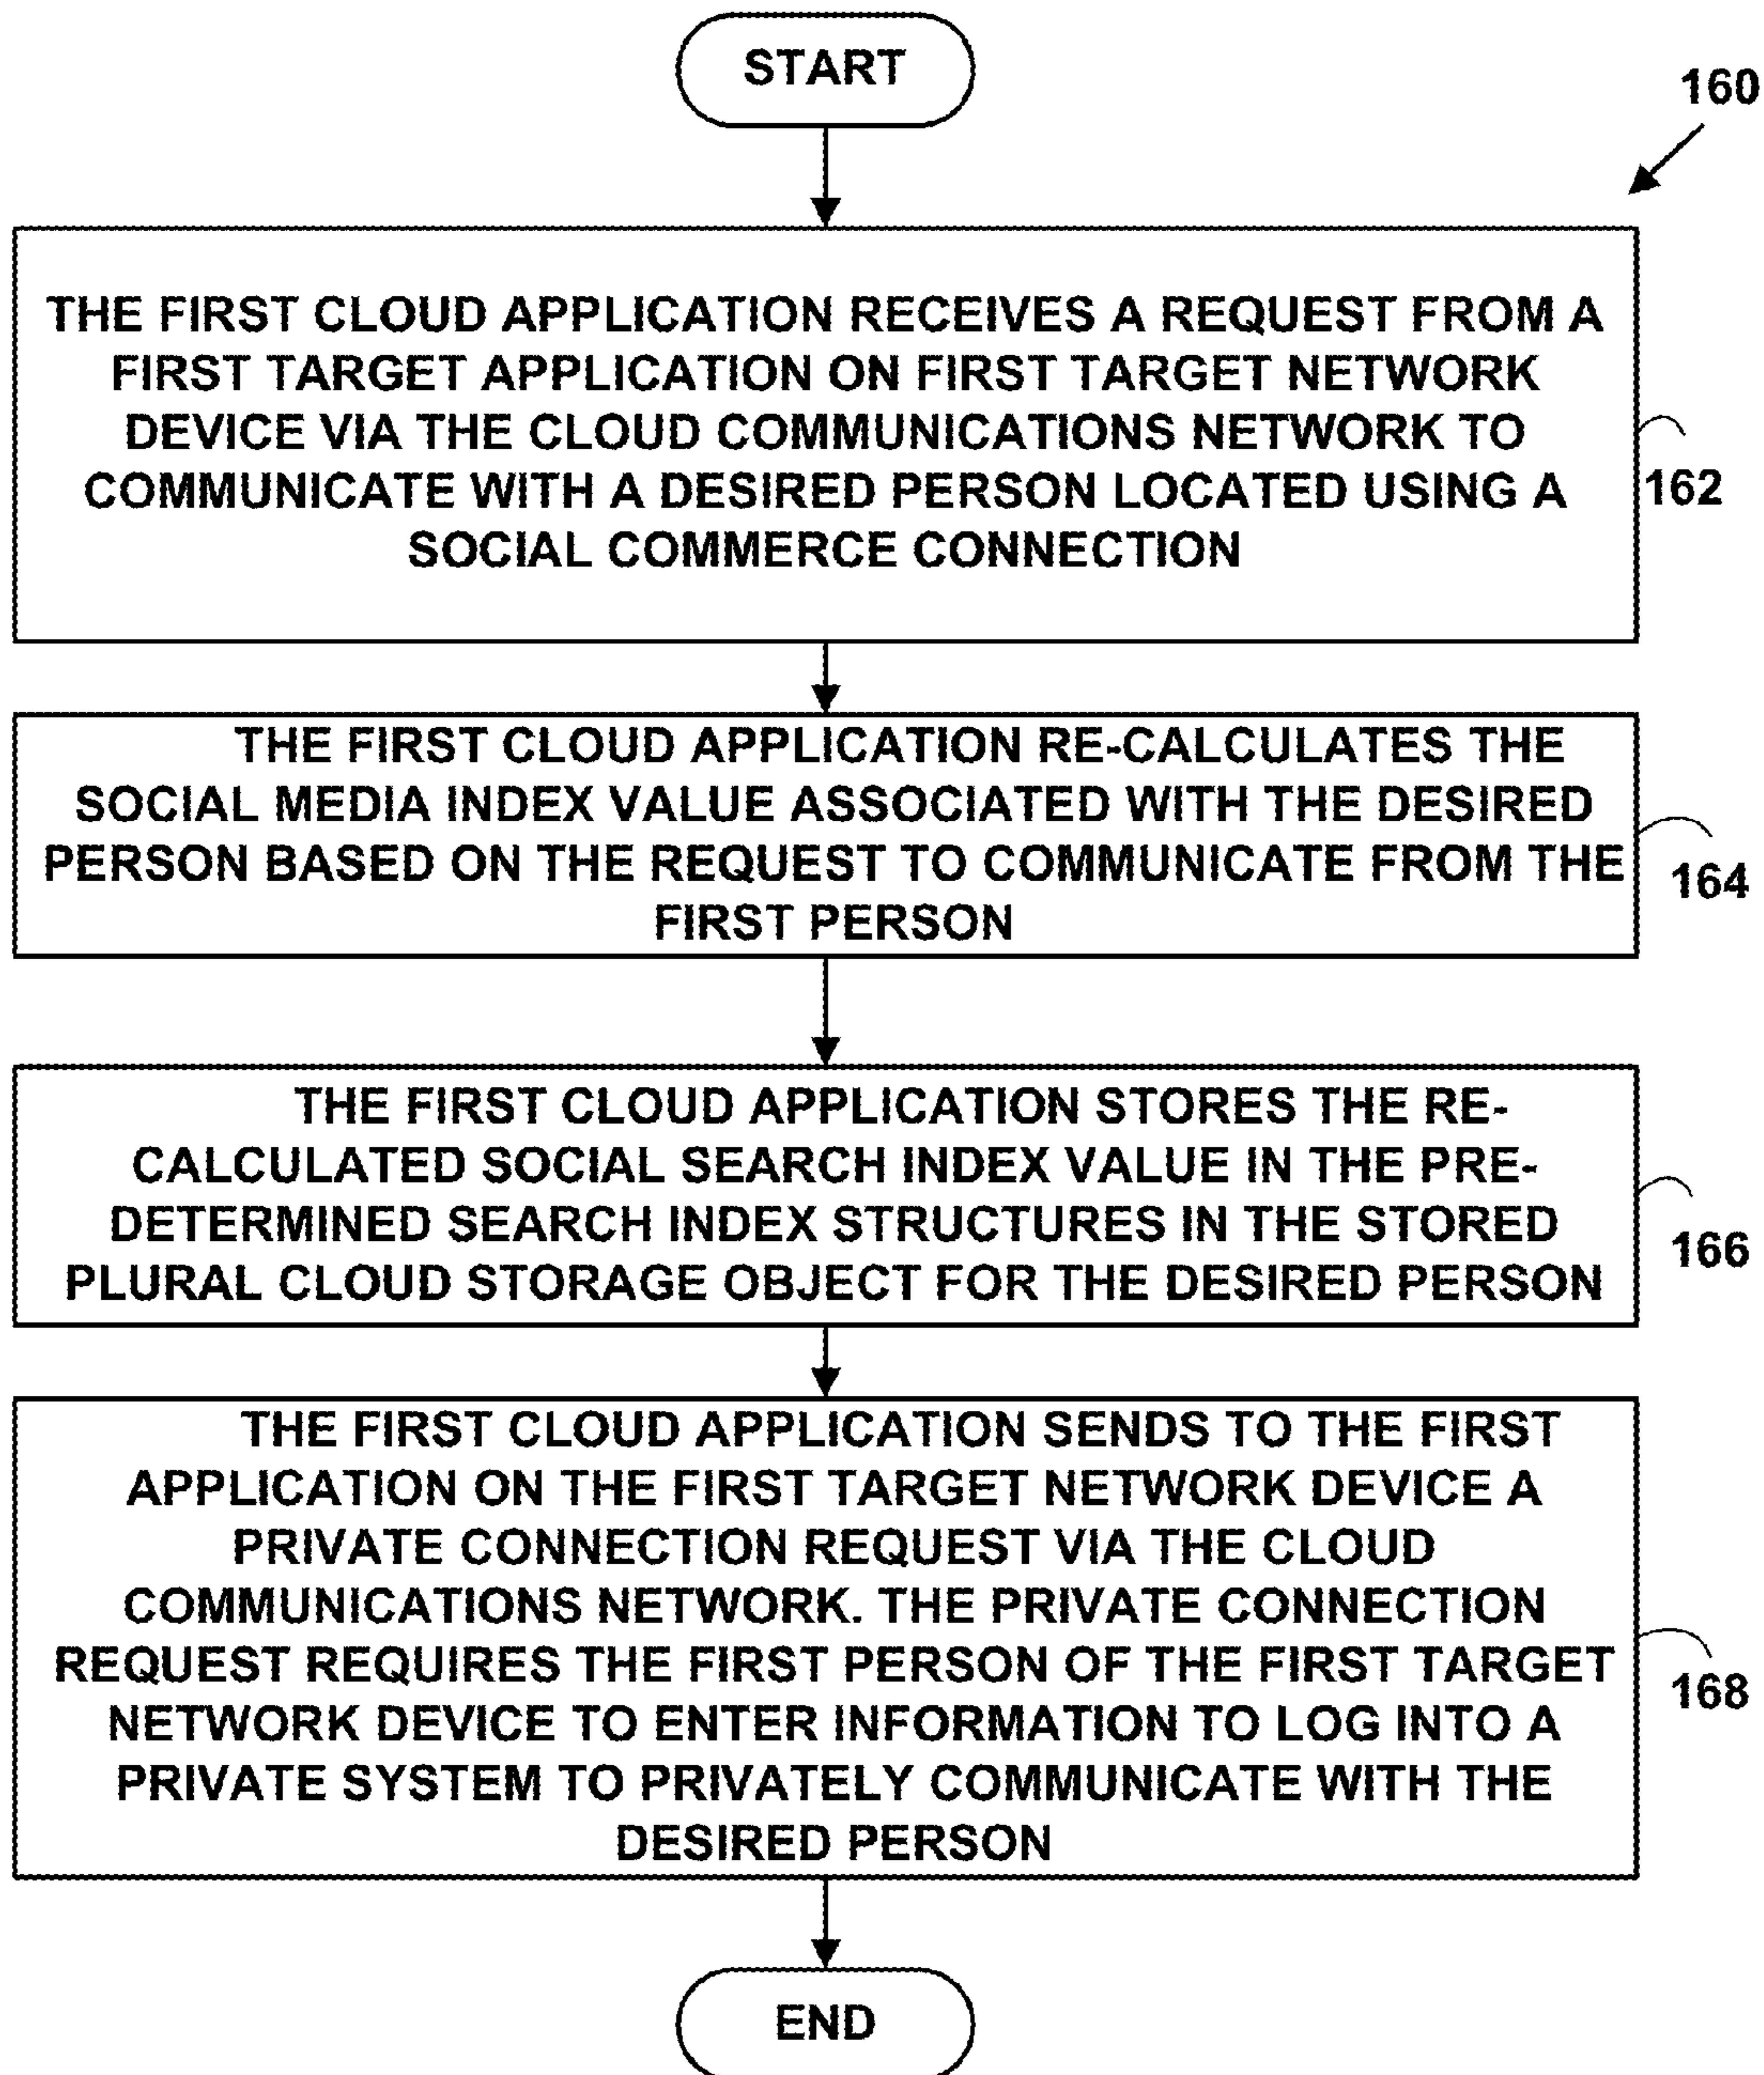 START
160
THE FIRST CLOUD APPLICATION RECEIVES A REQUEST FROM A
FIRST TARGET APPLICATION ON FIRST TARGET NETWORK
DEVICE VIA THE CLOUD COMMUNICATIONS NETWORK TO
COMMUNICATE WITH A DESIRED PERSON LOCATED USING A
SOCIAL COMMERCE CONNECTION
162
THE FIRST CLOUD APPLICATION RE-CALCULATES THE
SOCIAL MEDIA INDEX VALUE ASSOCIATED WITH THE DESIRED
PERSON BASED ON THE REQUEST TO COMMUNICATE FROM THE
FIRST PERSON
164
THE FIRST CLOUD APPLICATION STORES THE RE-
CALCULATED SOCIAL SEARCH INDEX VALUE IN THE PRE-
DETERMINED SEARCH INDEX STRUCTURES IN THE STORED
PLURAL CLOUD STORAGE OBJECT FOR THE DESIRED PERSON
166
THE FIRST CLOUD APPLICATION SENDS TO THE FIRST
APPLICATION ON THE FIRST TARGET NETWORK DEVICE A
PRIVATE CONNECTION REQUEST VIA THE CLOUD
COMMUNICATIONS NETWORK. THE PRIVATE CONNECTION
REQUEST REQUIRES THE FIRST PERSON OF THE FIRST TARGET
NETWORK DEVICE TO ENTER INFORMATION TO LOG INTO A
PRIVATE SYSTEM TO PRIVATELY COMMUNICATE WITH THE
DESIRED PERSON
168
END